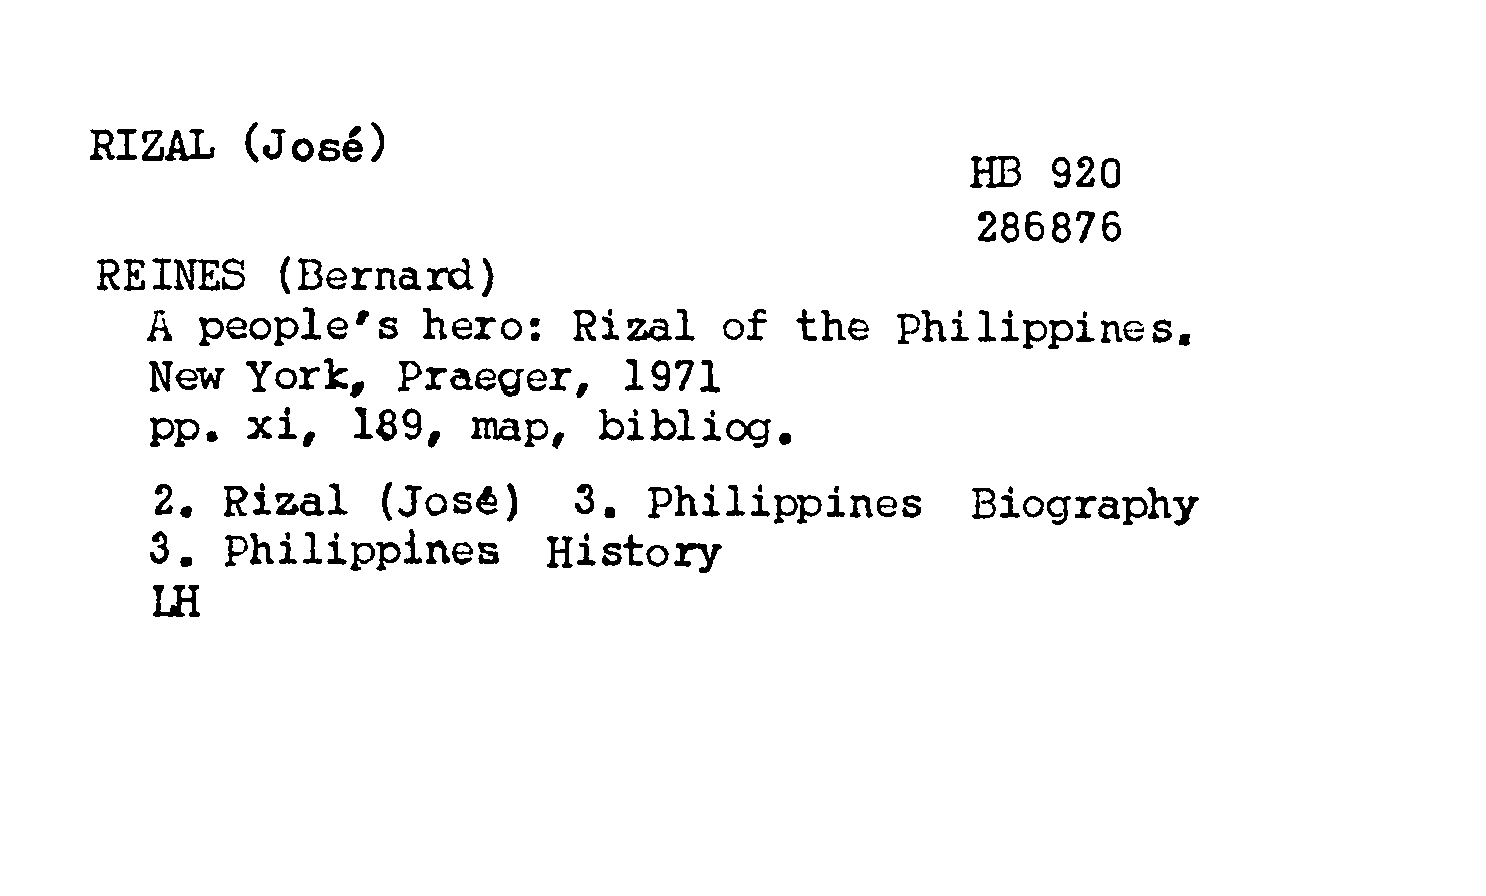 RIZAL (José)
HB 920
286876
REINES (Bernard)
A people's hero: Rizal of the Philippines.
New York, Praeger, 1971
pp. xi, 189, map, bibliog.
2. Rizal (José) 3. Philippines Biography
3. Philippines History
LH